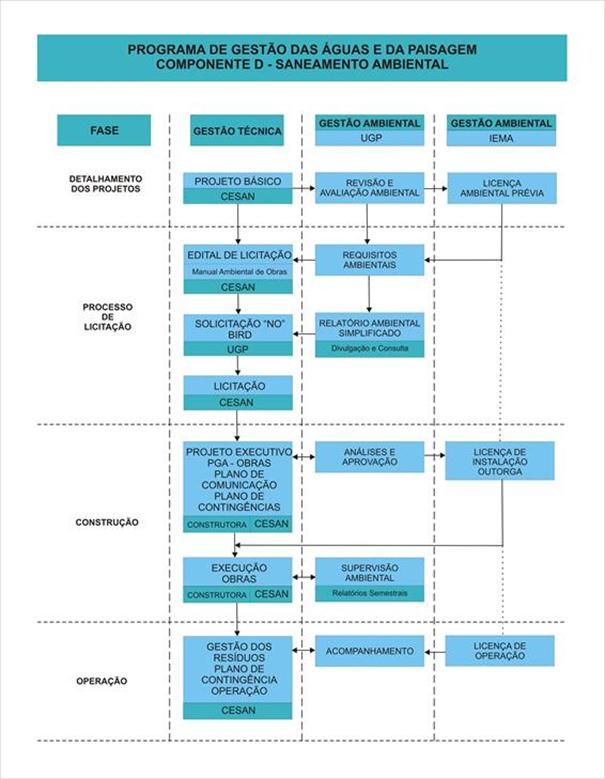 PROGRAMA DE GESTÃO DAS ÁGUAS E DA PAISAGEM
COMPONENTE D - SANEAMENTO AMBIENTAL
FASE
GESTÃO TÉCNICA
GESTÃO AMBIENTAL
UGP
GESTÃO AMBIENTAL
IEMA
DETALHAMENTO
DOS PROJETOS
PROJETO BÁSICO
CESAN
REVISÃO E
AVALIAÇÃO AMBIENTAL
LICENÇA
AMBIENTAL PRÉVIA
PROCESSO
DE
LICITAÇÃO
EDITAL DE LICITAÇÃO
Manual Ambiental de Obras
CESAN
REQUISITOS
AMBIENTAIS
SOLICITAÇÃO “NO”
BIRD
UGP
RELATÓRIO AMBIENTAL
SIMPLIFICADO
Divulgação e Consulta
LICITAÇÃO
CESAN
CONSTRUÇÃO
PROJETO EXECUTIVO
PGA - OBRAS
PLANO DE
COMUNICAÇÃO
PLANO DE
CONTINGÊNCIAS
CONSTRUTORA CESAN
ANÁLISES E
APROVAÇÃO
LICENÇA DE
INSTALAÇÃO
OUTORGA
EXECUÇÃO
OBRAS
CONSTRUTORA CESAN
SUPERVISÃO
AMBIENTAL
Relatórios Semestrais
OPERAÇÃO
GESTÃO DOS
RESÍDUOS
PLANO DE
CONTINGÊNCIA
OPERAÇÃO
CESAN
ACOMPANHAMENTO
LICENÇA DE
OPERAÇÃO